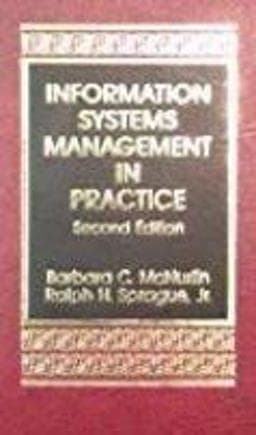 INFORMATION
SYSTEMS
MANAGEMENT
IN
PRACTICE
Second Edition
Barbara C. McNurlin
Ralph H. Sprague, Jr.